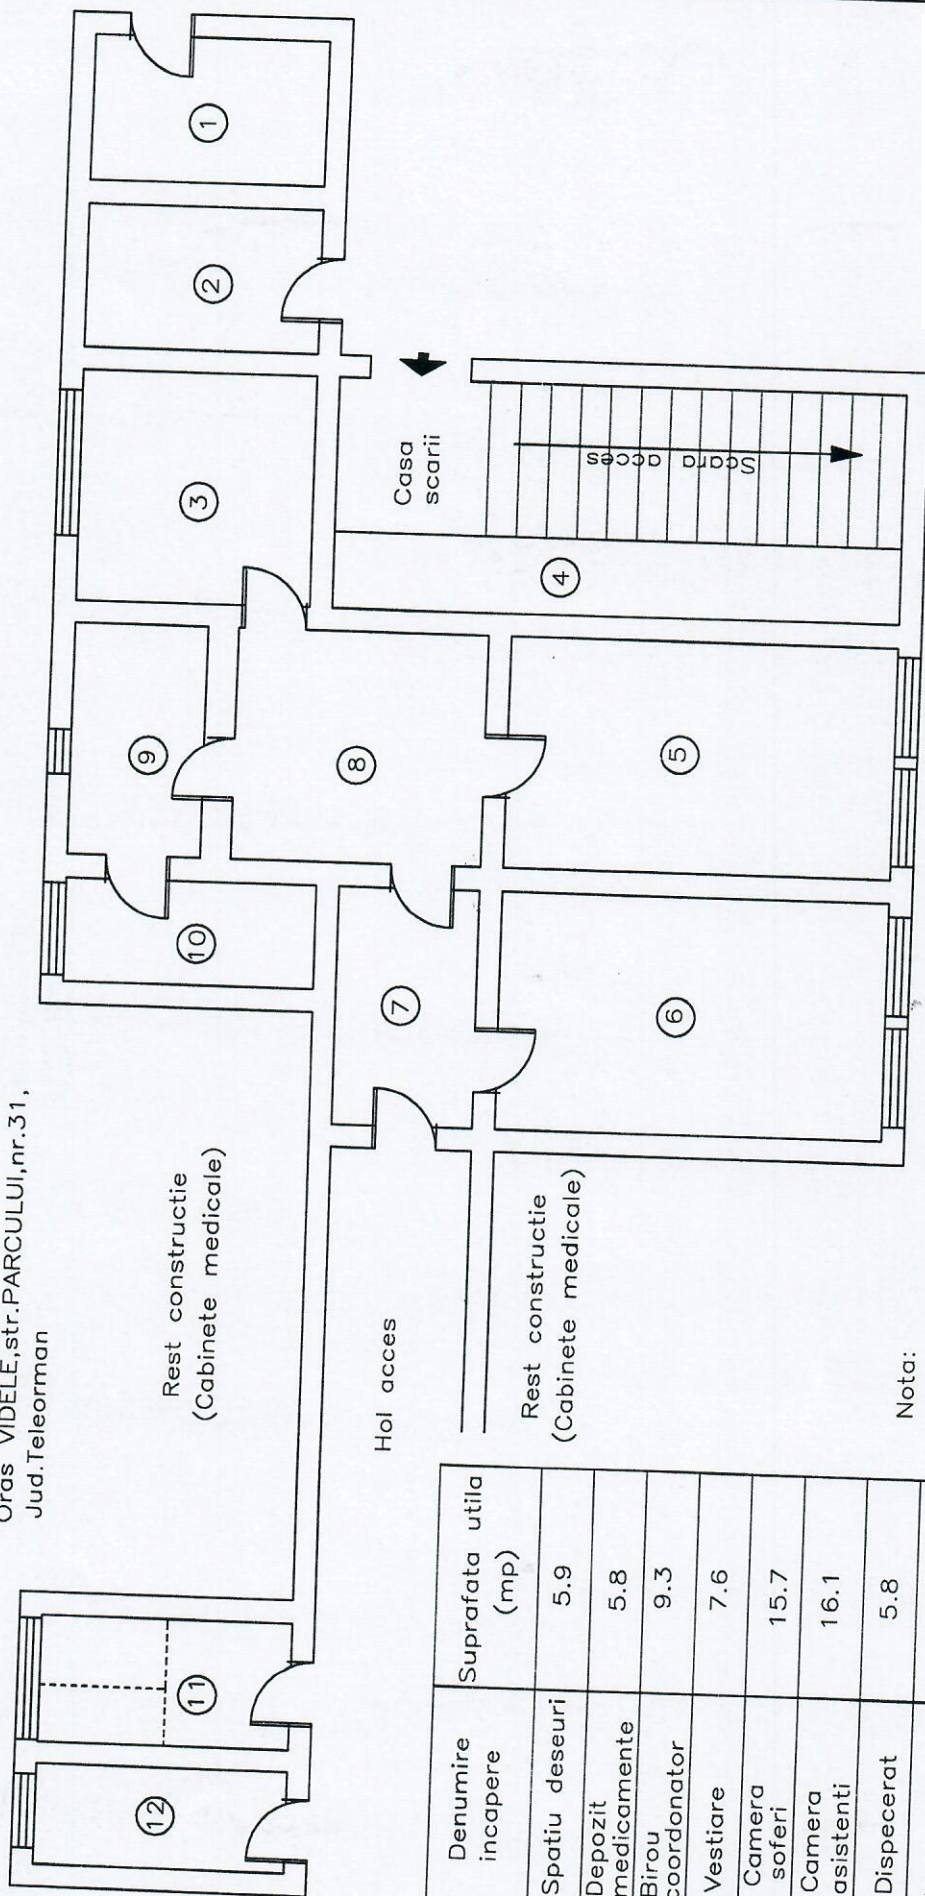 Oras VIDELE,str.PARCULUI,nr.31,
Jud.Teleorman
Rest constructie
(Cabinete medicale)
Hol acces
Rest constructie
(Cabinete medicale)
Casa
scarii
Scara acces
1
2
3
4
5
6
7
8
9
10
11
12
Denumire
incapere
Suprafata utila
(mp)
Spatiu deseuri
5.9
Depozit
medicamente
5.8
Birou
coordonator
9.3
Vestiare
7.6
Camera
soferi
15.7
Camera
asistenti
16.1
Dispecerat
5.8
Nota: